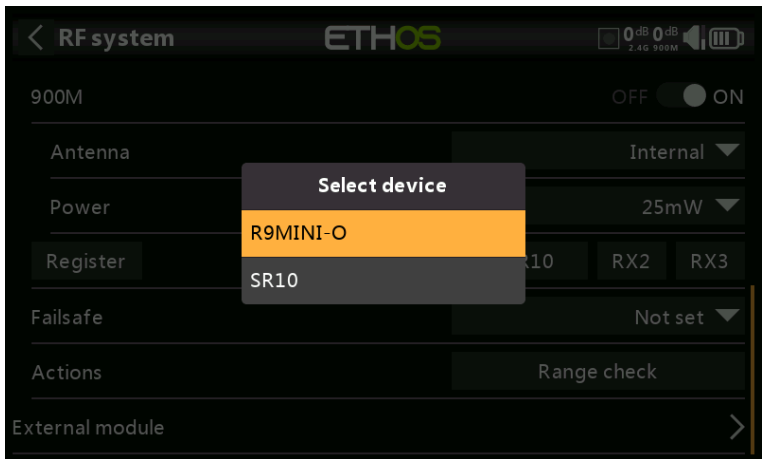 RF system
ETHOS
0dB 0dB
2.4G 900M
900M
OFF ON
Antenna
Internal
Select device
Power
25mW
R9MINI-O
Register
R10 RX2 RX3
SR10
Failsafe
Not set
Actions
Range check
External module